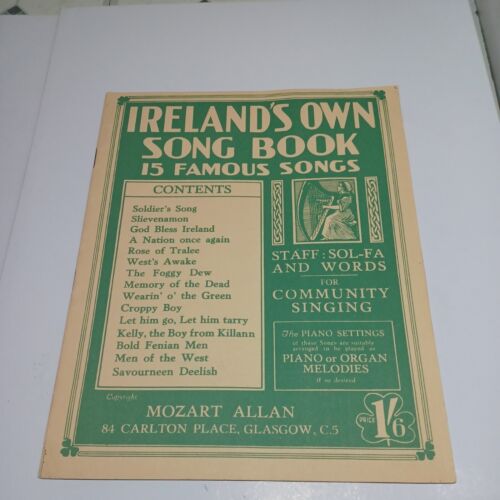 IRELAND'S OWN
SONG BOOK
15 FAMOUS SONGS
CONTENTS
Soldier's Song
Slievenamon
God Bless Ireland
A Nation once again
Rose of Tralee
West's Awake
The Foggy Dew
Memory of the Dead
Wearin' o' the Green
Croppy Boy
Let him go, Let him tarry
Kelly, the Boy from Killann
Bold Fenian Men
Men of the West
Savourneen Deelish
STAFF: SOL-FA
AND WORDS
FOR
COMMUNITY
SINGING
The PIANO SETTINGS
of these Songs are suitably
arranged to be played as
PIANO or ORGAN
MELODIES
if so desired
Copyright
MOZART ALLAN
84 CARLTON PLACE, GLASGOW, C.5
PRICE 1/6